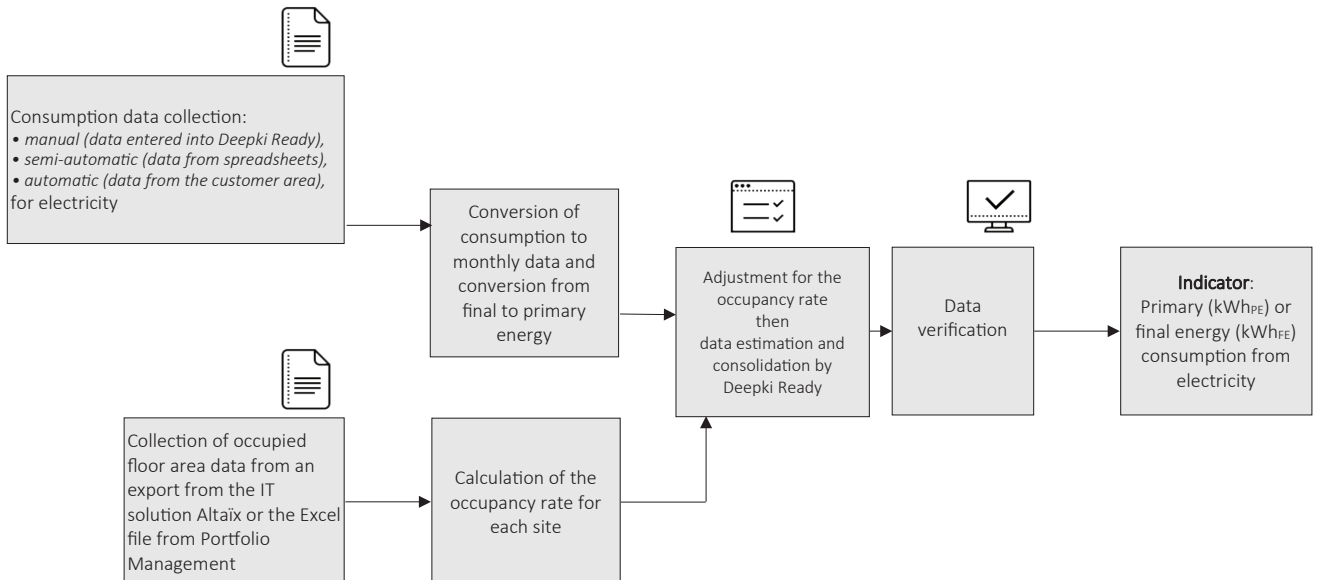 Consumption data collection:
• manual (data entered into Deepki Ready),
• semi-automatic (data from spreadsheets),
• automatic (data from the customer area),
for electricity
Conversion of
consumption to
monthly data and
conversion from
final to primary
energy
Collection of occupied
floor area data from an
export from the IT
solution Altaïx or the Excel
file from Portfolio
Management
Calculation of the
occupancy rate for
each site
Adjustment for the
occupancy rate
then
data estimation and
consolidation by
Deepki Ready
Data
verification
Indicator:
Primary (kWhPE) or
final energy (kWhFE)
consumption from
electricity